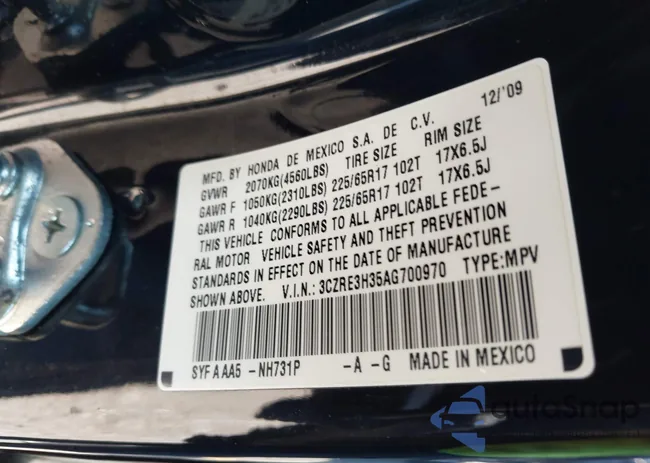 MFD. BY HONDA DE MEXICO S.A. DE C.V. 12/'09
GVWR 2070KG(4560LBS) TIRE SIZE RIM SIZE
GAWR F 1050KG(2310LBS) 225/65R17 102T 17X6.5J
GAWR R 1040KG(2290LBS) 225/65R17 102T 17X6.5J
THIS VEHICLE CONFORMS TO ALL APPLICABLE FEDE-
RAL MOTOR VEHICLE SAFETY AND THEFT PREVENTION
STANDARDS IN EFFECT ON THE DATE OF MANUFACTURE
SHOWN ABOVE. V.I.N.: 3CZRE3H35AG700970 TYPE:MPV
SYF A AA5 -NH731P -A -G MADE IN MEXICO
autoSnap